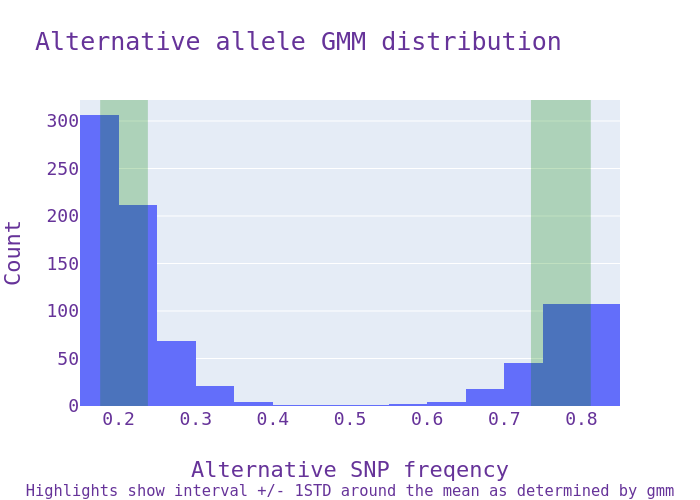 Alternative allele GMM distribution
300
250
200
150
100
50
0
Count
0.2 0.3 0.4 0.5 0.6 0.7 0.8
Alternative SNP freqency
Highlights show interval +/- 1STD around the mean as determined by gmm